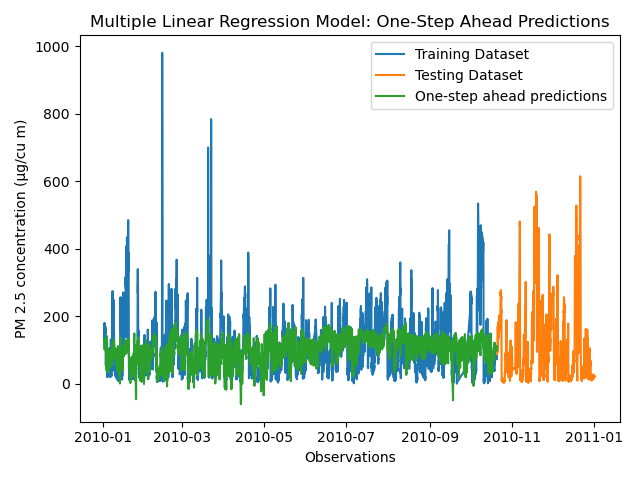 Multiple Linear Regression Model: One-Step Ahead Predictions
Training Dataset
Testing Dataset
One-step ahead predictions
PM 2.5 concentration (μg/cu m)
1000
800
600
400
200
0
2010-01 2010-03 2010-05 2010-07 2010-09 2010-11 2011-01
Observations